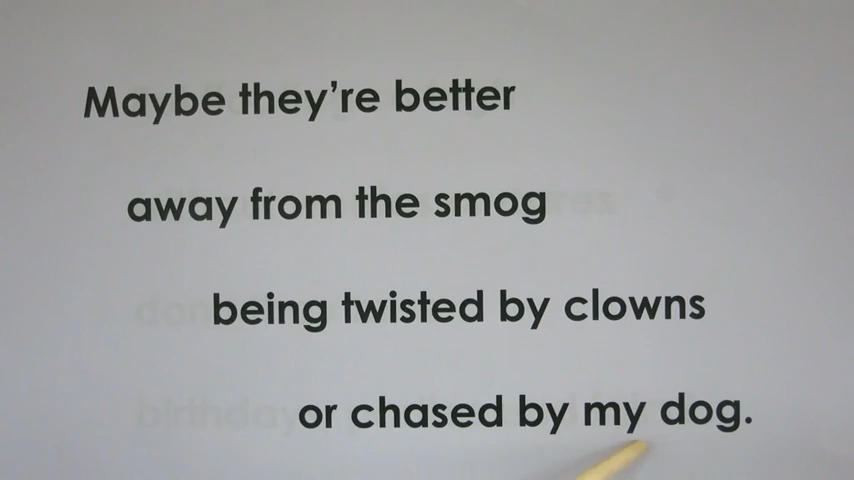 Maybe they're better
away from the smog
being twisted by clowns
or chased by my dog.